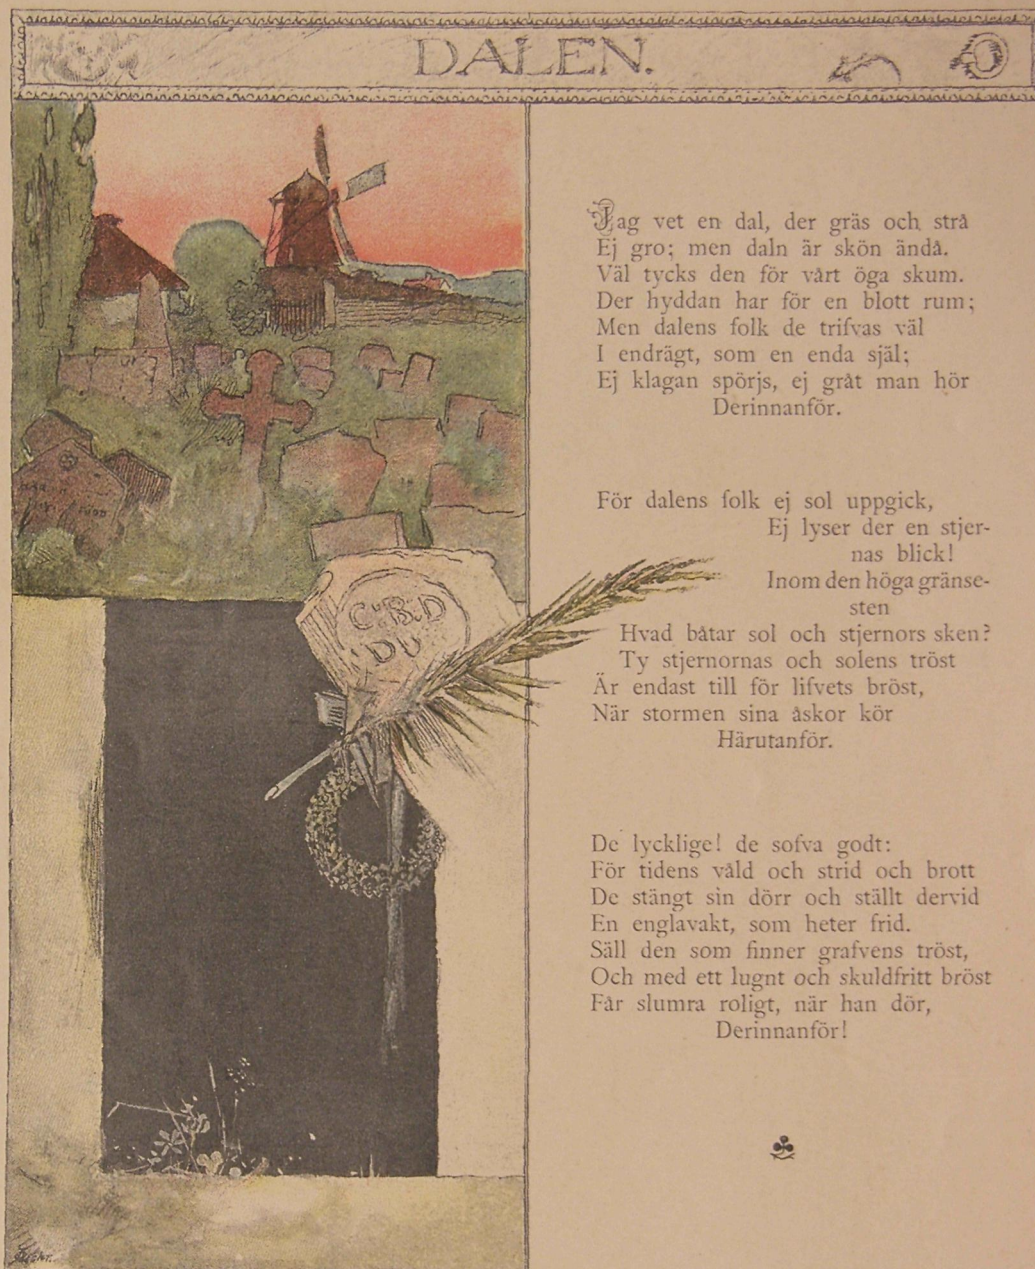 DALEN.
Jag vet en dal, der gräs och strå
Ej gro; men daln är skön ändå.
Väl tycks den för vårt öga skum.
Der hyddan har för en blott rum;
Men dalens folk de trifvas väl
I endrägt, som en enda själ;
Ej klagan spörjs, ej gråt man hör
Derinnanför.
För dalens folk ej sol uppgick,
Ej lyser der en stjer-
nas blick!
Inom den höga gränse-
sten
Hvad båtar sol och stjernors sken?
Ty stjernornas och solens tröst
Är endast till för lifvets bröst,
När stormen sina åskor kör
Härutanför.
De lycklige! de sofva godt:
För tidens våld och strid och brott
De stängt sin dörr och ställt dervid
En englavakt, som heter frid.
Säll den som finner grafvens tröst,
Och med ett lugnt och skuldfritt bröst
Får slumra roligt, när han dör,
Derinnanför!
DU